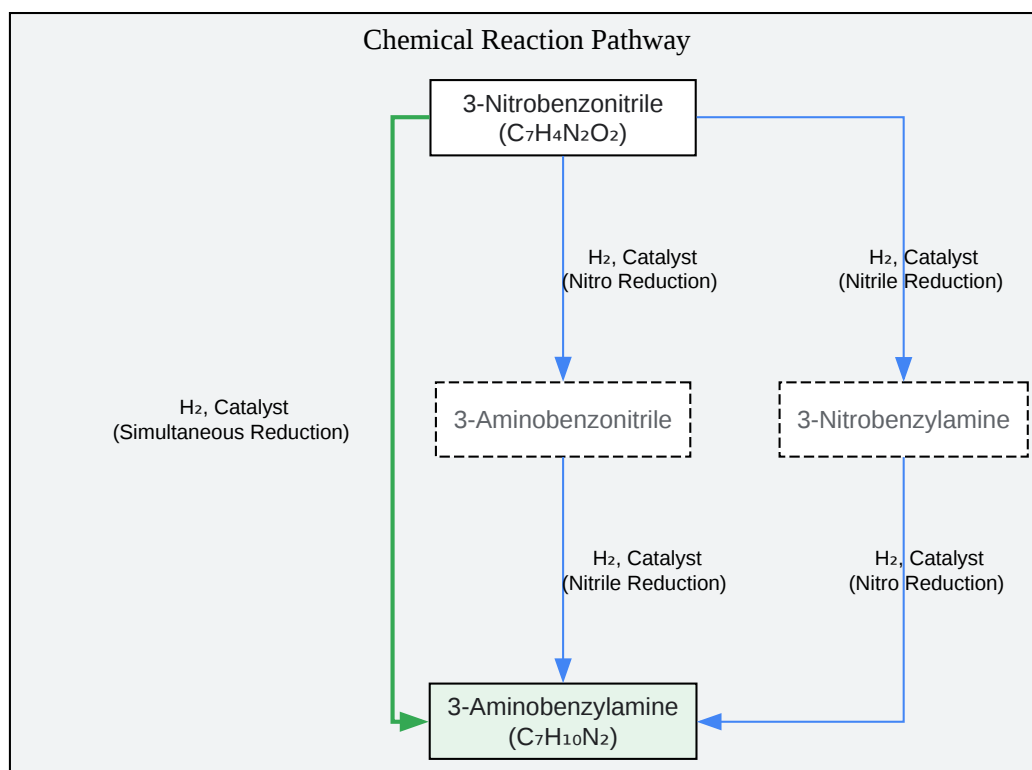 Chemical Reaction Pathway
3-Nitrobenzonitrile
(C₇H₄N₂O₂)
H₂, Catalyst
(Nitro Reduction)
H₂, Catalyst
(Nitrile Reduction)
H₂, Catalyst
(Simultaneous Reduction)
3-Aminobenzonitrile
3-Nitrobenzylamine
H₂, Catalyst
(Nitrile Reduction)
H₂, Catalyst
(Nitro Reduction)
3-Aminobenzylamine
(C₇H₁₀N₂)